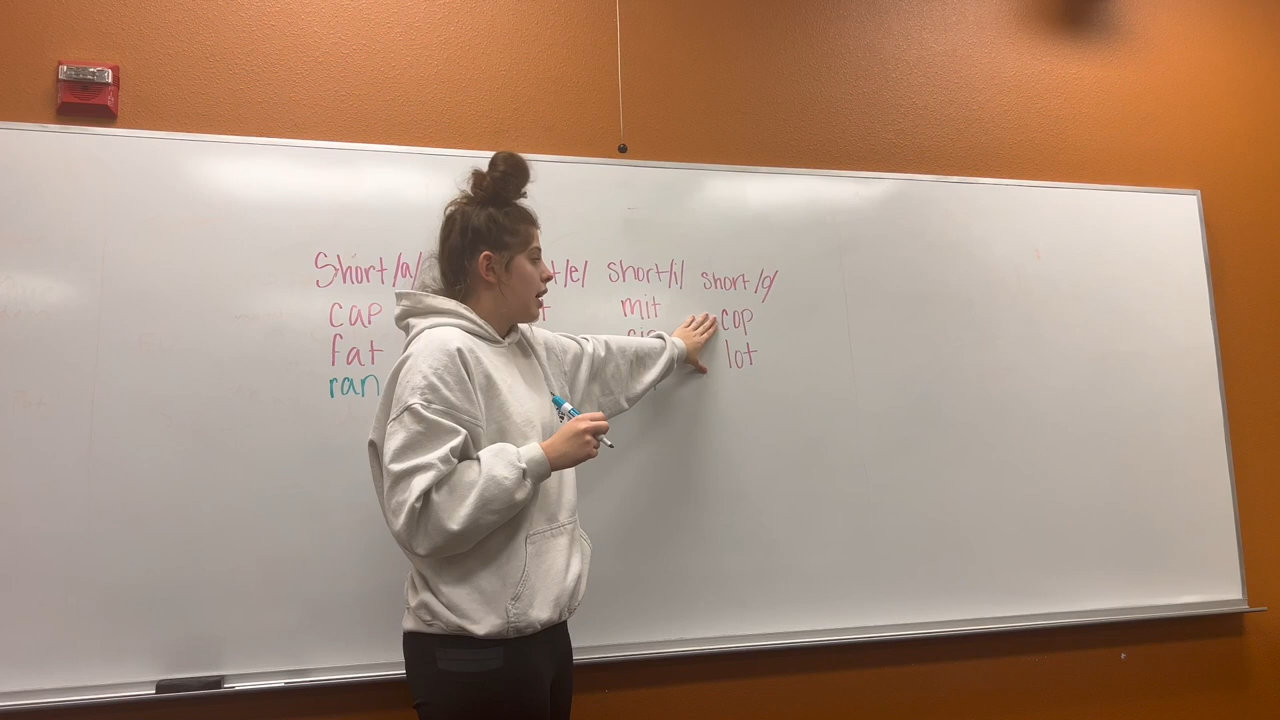 Short /a/ t/e/ short /i/ short /o/
cap t mit cop
fat lot
ran